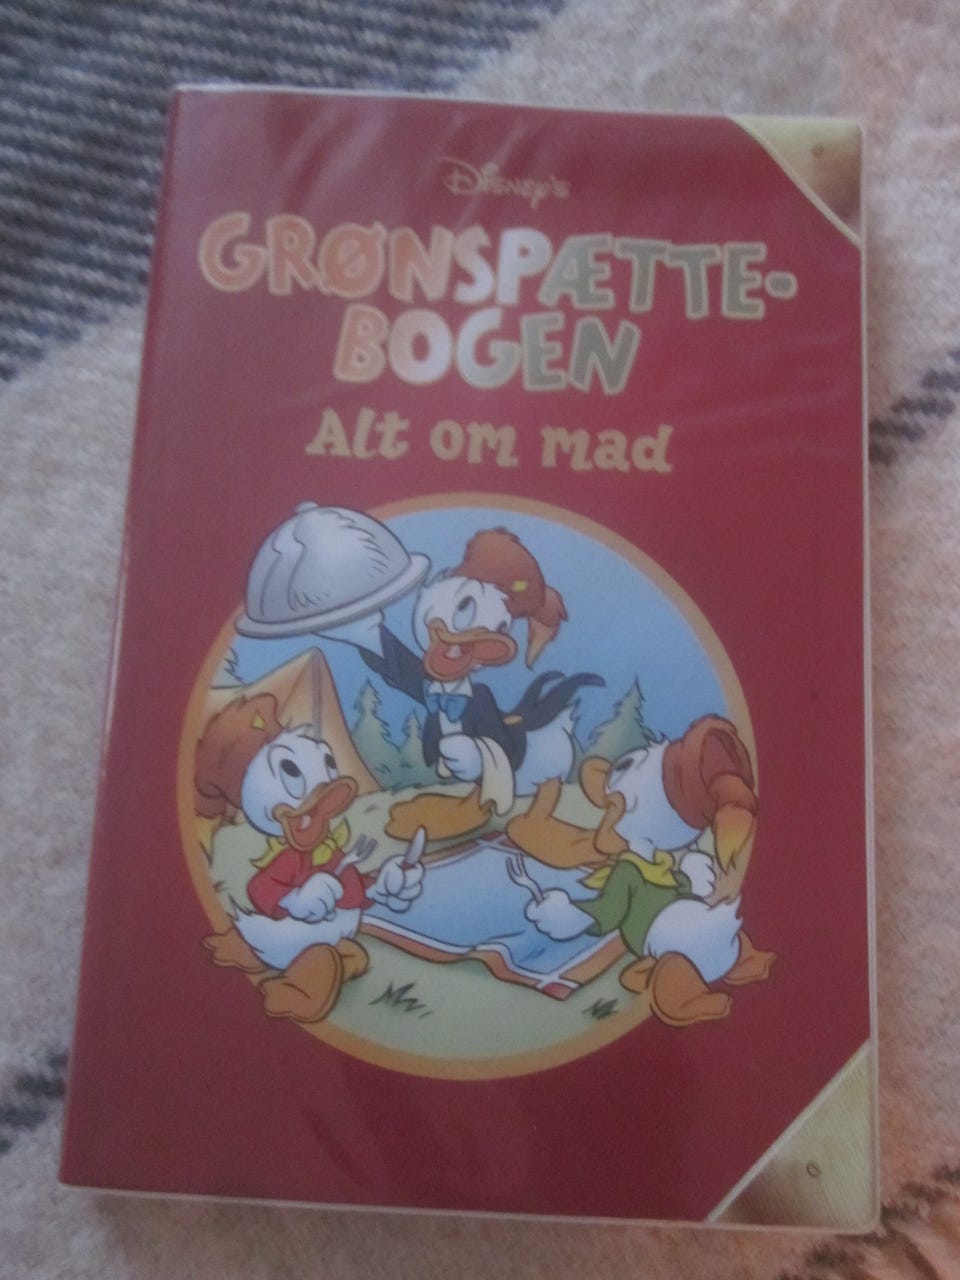 Disney's
GRØNSPÆTTE-
BOGEN
Alt om mad